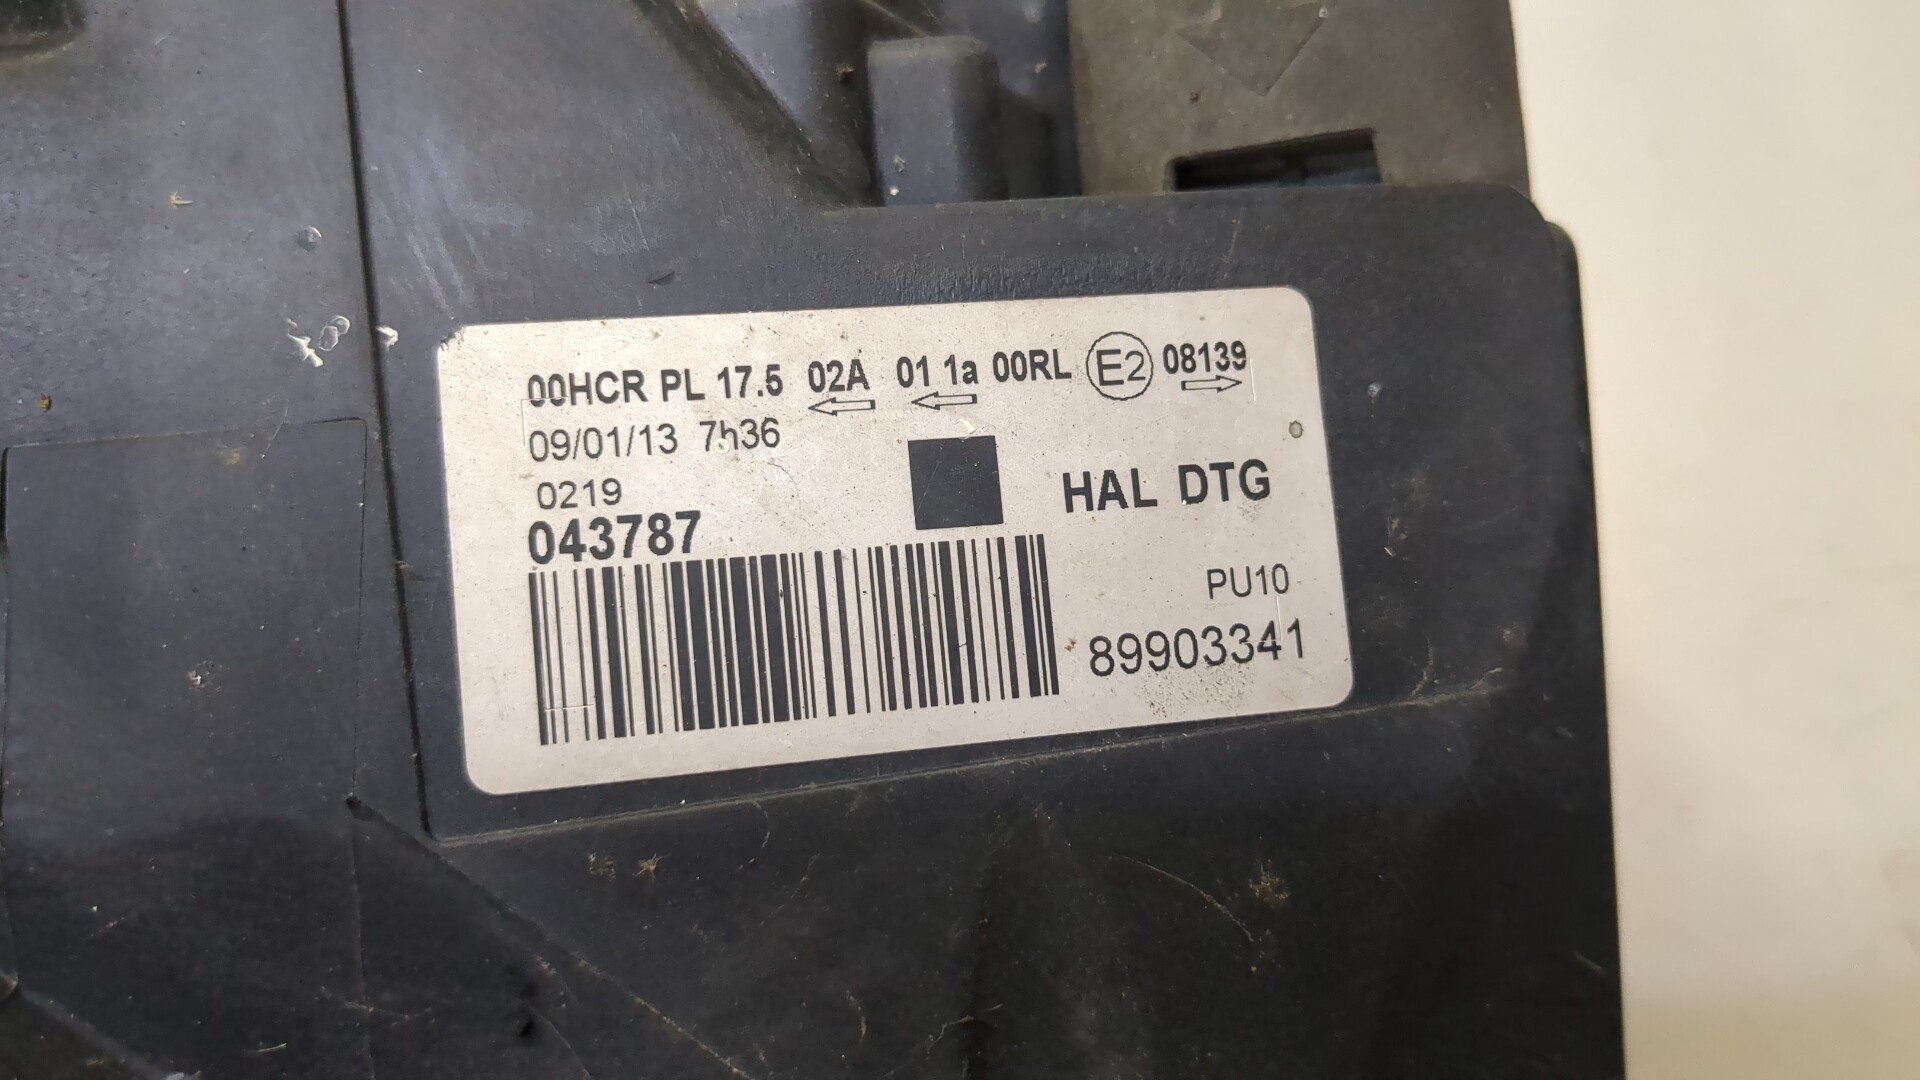 00HCR PL 17.5 02A 01 1a 00RL E2 08139
09/01/13 7h36
0219
043787
HAL DTG
PU10
89903341